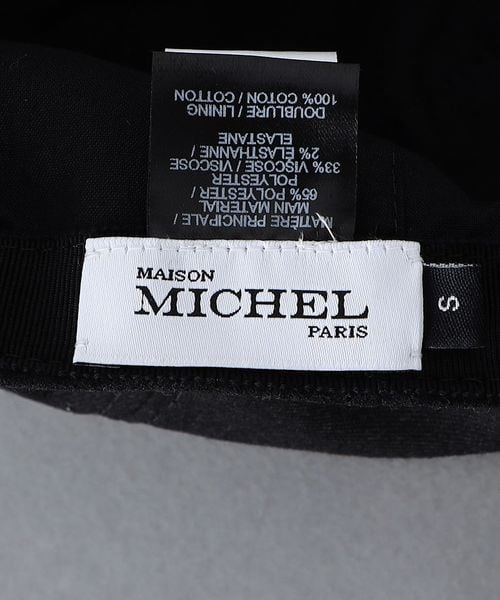 MATIÈRE PRINCIPALE /
MAIN MATERIAL
65% POLYESTER /
POLYESTER
33% VISCOSE / VISCOSE
2% ELASTHANNE /
ELASTANE
DOUBLURE / LINING
100% COTON / COTTON
MAISON
MICHEL
PARIS
S